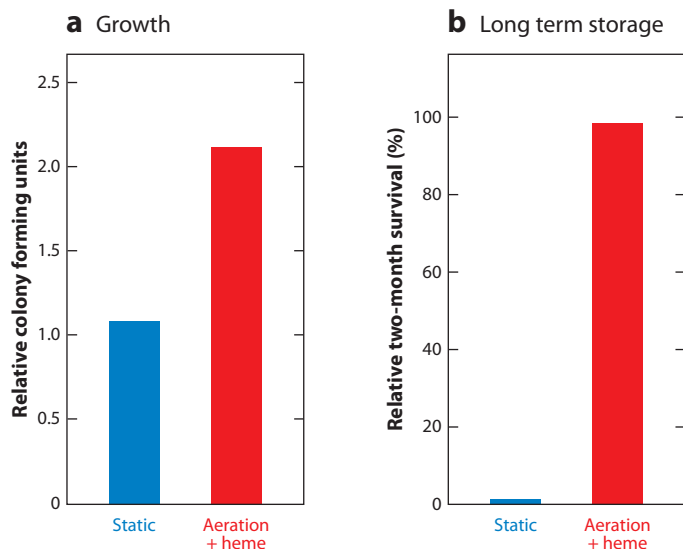 a Growth
Relative colony forming units
2.5
2.0
1.5
1.0
0.5
0
Static
Aeration
+ heme
b Long term storage
Relative two-month survival (%)
100
80
60
40
20
0
Static
Aeration
+ heme